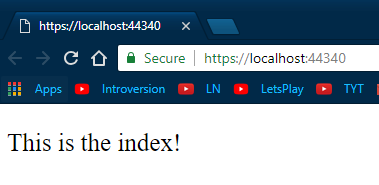 https://localhost:44340
Secure https://localhost:44340
Apps Introversion LN LetsPlay TYT
This is the index!